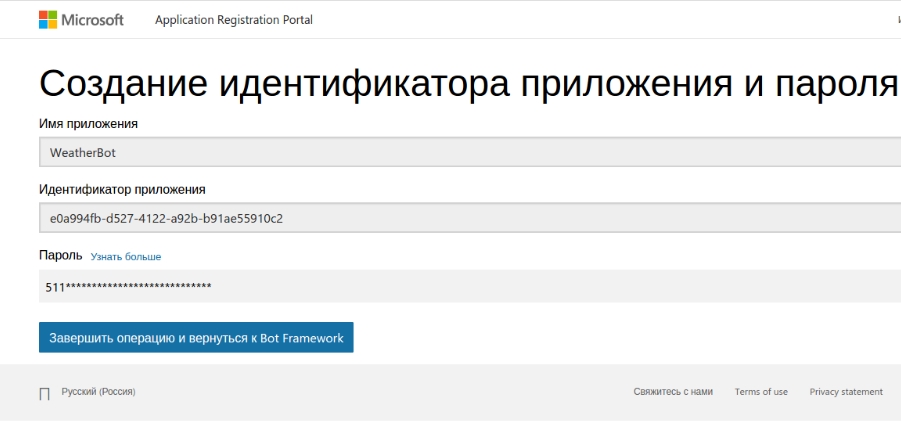 Microsoft Application Registration Portal
Создание идентификатора приложения и пароля
Имя приложения
WeatherBot
Идентификатор приложения
e0a994fb-d527-4122-a92b-b91ae55910c2
Пароль Узнать больше
511****************************
Завершить операцию и вернуться к Bot Framework
Русский (Россия) Свяжитесь с нами Terms of use Privacy statement